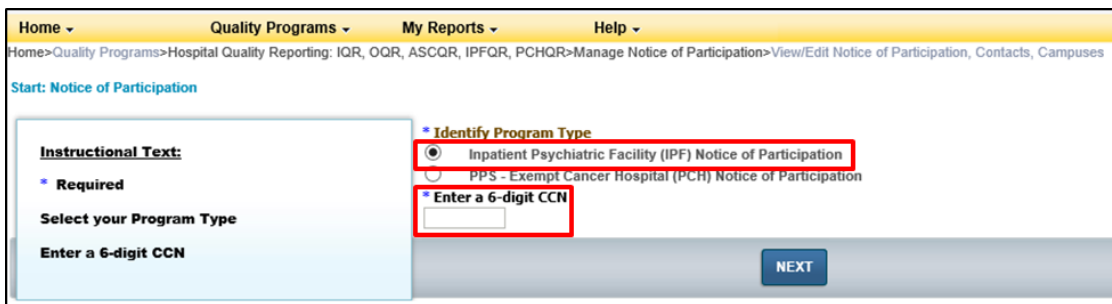 Home Quality Programs My Reports Help
Home>Quality Programs>Hospital Quality Reporting: IQR, OQR, ASCQR, IPFQR, PCHQR>Manage Notice of Participation>View/Edit Notice of Participation, Contacts, Campuses
Start: Notice of Participation
Instructional Text:
* Required
Select your Program Type
Enter a 6-digit CCN
* Identify Program Type
Inpatient Psychiatric Facility (IPF) Notice of Participation
PPS - Exempt Cancer Hospital (PCH) Notice of Participation
* Enter a 6-digit CCN
NEXT